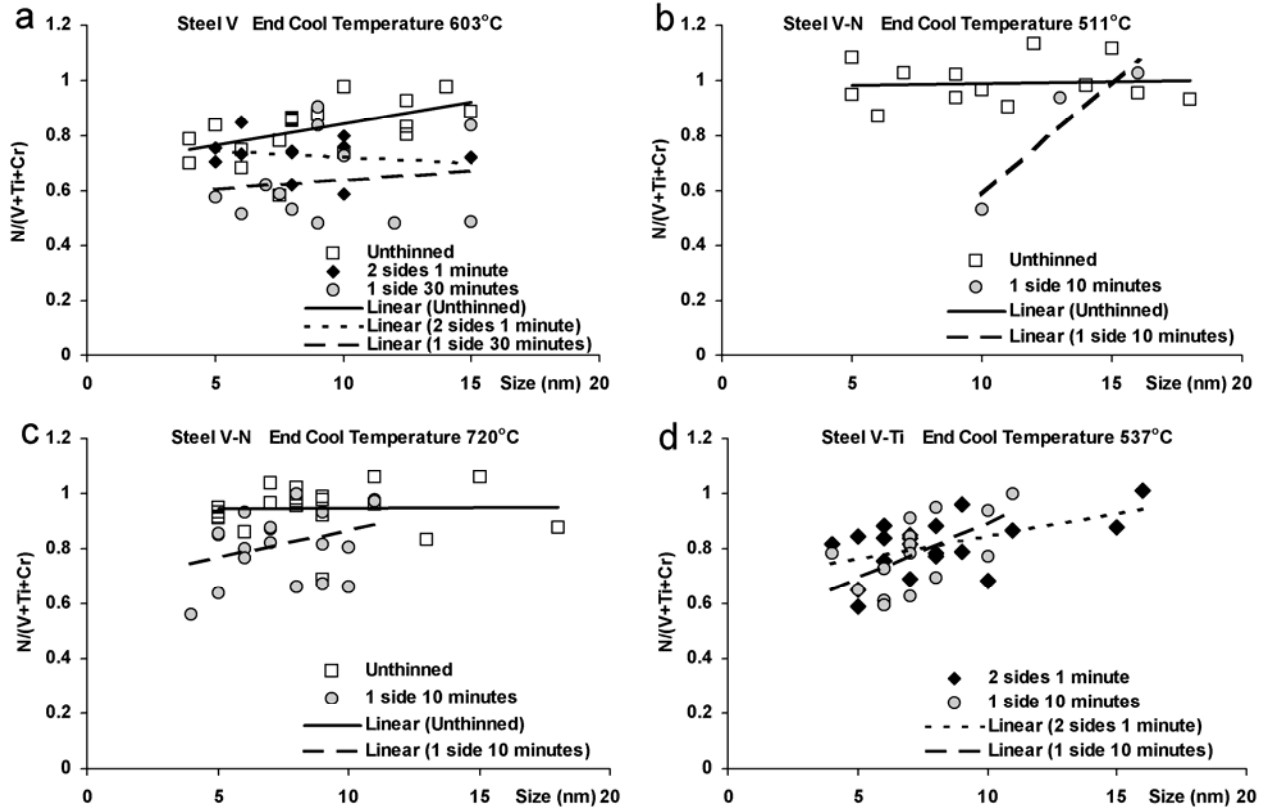 a
Steel V End Cool Temperature 603°C
N/(V+Ti+Cr)
1.2
1
0.8
0.6
0.4
0.2
0
Unthinned
2 sides 1 minute
1 side 30 minutes
Linear (Unthinned)
Linear (2 sides 1 minute)
Linear (1 side 30 minutes)
0 5 10 15 Size (nm) 20
b
Steel V-N End Cool Temperature 511°C
N/(V+Ti+Cr)
1.2
1
0.8
0.6
0.4
0.2
0
Unthinned
1 side 10 minutes
Linear (Unthinned)
Linear (1 side 10 minutes)
0 5 10 15 Size (nm) 20
c
Steel V-N End Cool Temperature 720°C
N/(V+Ti+Cr)
1.2
1
0.8
0.6
0.4
0.2
0
Unthinned
1 side 10 minutes
Linear (Unthinned)
Linear (1 side 10 minutes)
0 5 10 15 Size (nm) 20
d
Steel V-Ti End Cool Temperature 537°C
N/(V+Ti+Cr)
1.2
1
0.8
0.6
0.4
0.2
0
2 sides 1 minute
1 side 10 minutes
Linear (2 sides 1 minute)
Linear (1 side 10 minutes)
0 5 10 15 Size (nm) 20